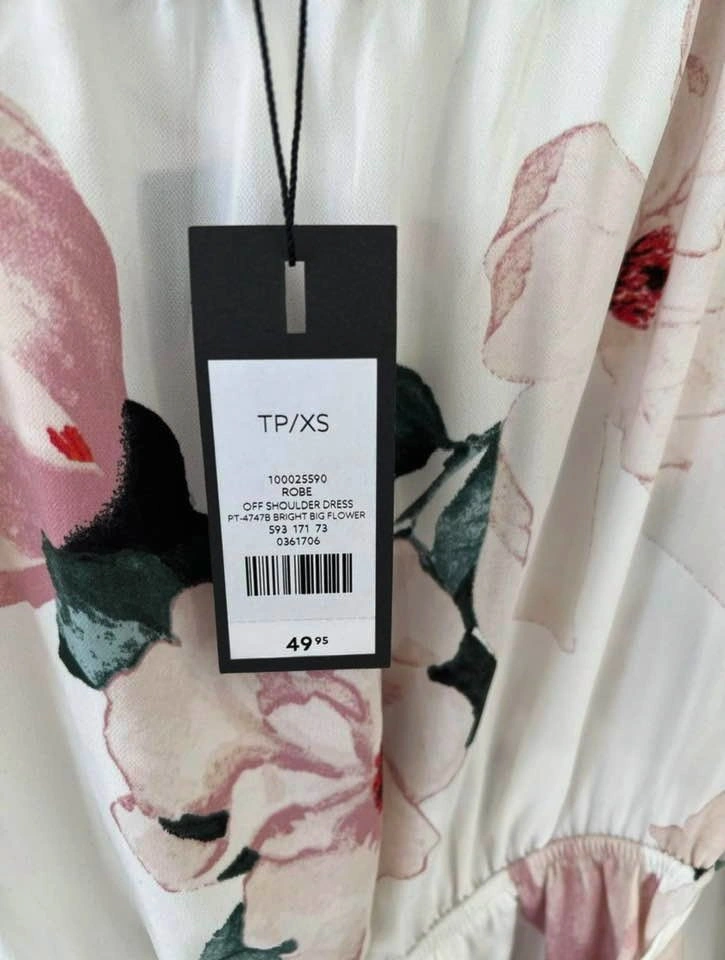 TP/XS
100025590
ROBE
OFF SHOULDER DRESS
PT-4747B BRIGHT BIG FLOWER
593 171 73
0361706
49 95